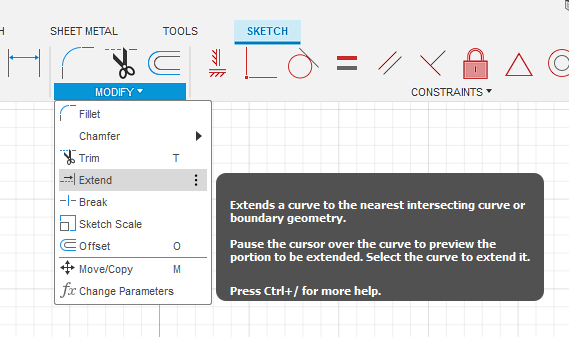 H SHEET METAL TOOLS SKETCH
MODIFY CONSTRAINTS
Fillet
Chamfer
Trim T
Extend
Break
Sketch Scale
Offset O
Move/Copy M
fx Change Parameters
Extends a curve to the nearest intersecting curve or
boundary geometry.
Pause the cursor over the curve to preview the
portion to be extended. Select the curve to extend it.
Press Ctrl+/ for more help.